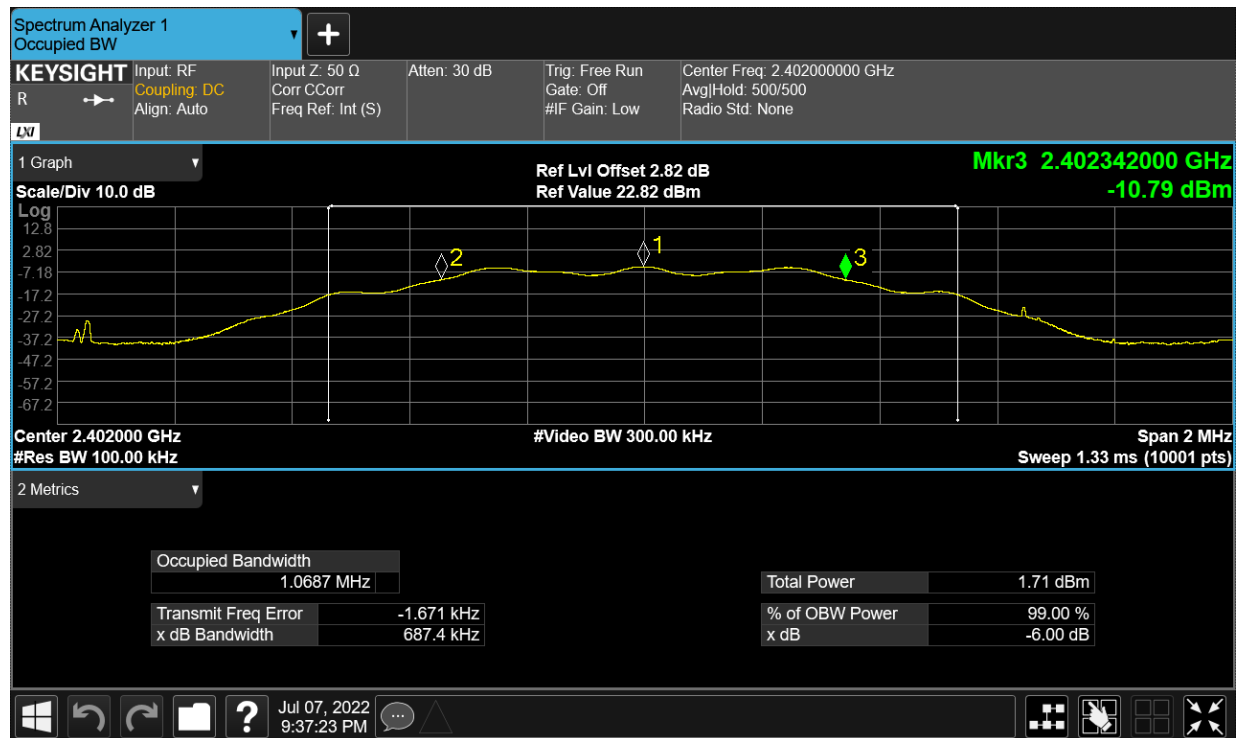 Spectrum Analyzer 1
Occupied BW
KEYSIGHT
R
LXI
Input: RF
Coupling: DC
Align: Auto
Input Z: 50 Ω
Corr CCorr
Freq Ref: Int (S)
Atten: 30 dB
Trig: Free Run
Gate: Off
#IF Gain: Low
Center Freq: 2.402000000 GHz
Avg|Hold: 500/500
Radio Std: None
1 Graph
Scale/Div 10.0 dB
Ref Lvl Offset 2.82 dB
Ref Value 22.82 dBm
Mkr3 2.402342000 GHz
-10.79 dBm
Log
12.8
2.82
-7.18
-17.2
-27.2
-37.2
-47.2
-57.2
-67.2
2
1
3
Center 2.402000 GHz
#Video BW 300.00 kHz
Span 2 MHz
#Res BW 100.00 kHz
Sweep 1.33 ms (10001 pts)
2 Metrics
Occupied Bandwidth
1.0687 MHz
Total Power 1.71 dBm
Transmit Freq Error -1.671 kHz
% of OBW Power 99.00 %
x dB Bandwidth 687.4 kHz
x dB -6.00 dB
?
Jul 07, 2022
9:37:23 PM